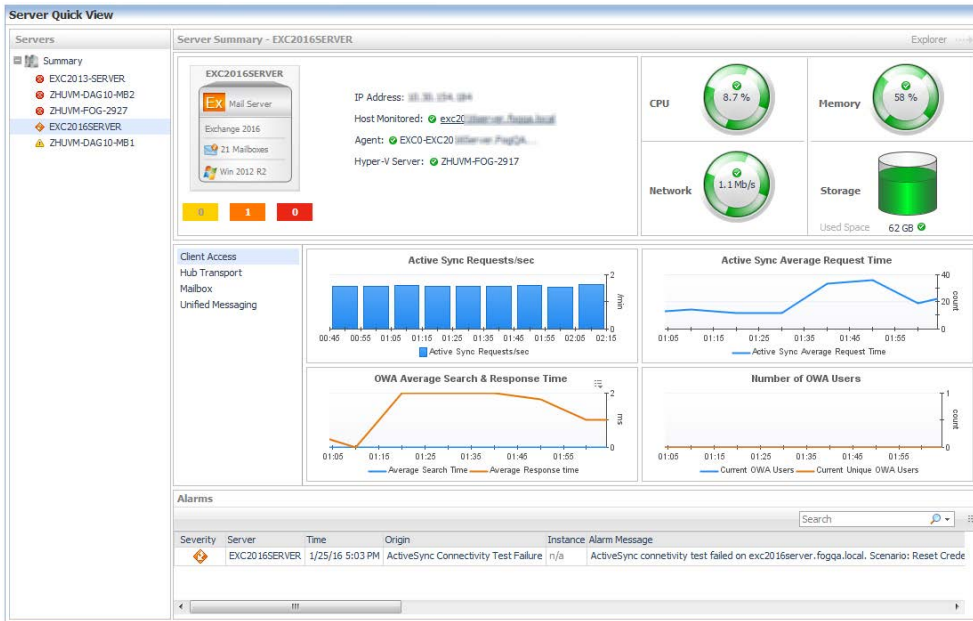 Server Quick View
Servers
Summary
EXC2013-SERVER
ZHUVM-DAG10-MB2
ZHUVM-FOG-2927
EXC2016SERVER
ZHUVM-DAG10-MB1
Server Summary - EXC2016SERVER
Explorer
EXC2016SERVER
Ex Mail Server
Exchange 2016
21 Mailboxes
Win 2012 R2
0 1 0
IP Address:
Host Monitored: exc20
Agent: EXC0-EXC20
Hyper-V Server: ZHUVM-FOG-2917
CPU
8.7 %
Memory
58 %
Network
1.1 Mb/s
Storage
Used Space 62 GB
Client Access
Hub Transport
Mailbox
Unified Messaging
Active Sync Requests/sec
2
/min
0
00:45 00:55 01:05 01:15 01:25 01:35 01:45 01:55 02:05 02:15
Active Sync Requests/sec
Active Sync Average Request Time
40
20
count
0
01:05 01:15 01:25 01:35 01:45 01:55
Active Sync Average Request Time
OWA Average Search & Response Time
2
ms
0
01:05 01:15 01:25 01:35 01:45 01:55
Average Search Time Average Response time
Number of OWA Users
1
count
0
01:05 01:15 01:25 01:35 01:45 01:55
Current OWA Users Current Unique OWA Users
Alarms
Search
Severity Server Time Origin Instance Alarm Message
EXC2016SERVER 1/25/16 5:03 PM ActiveSync Connectivity Test Failure n/a ActiveSync connetivity test failed on exc2016server.fogqa.local. Scenario: Reset Crede